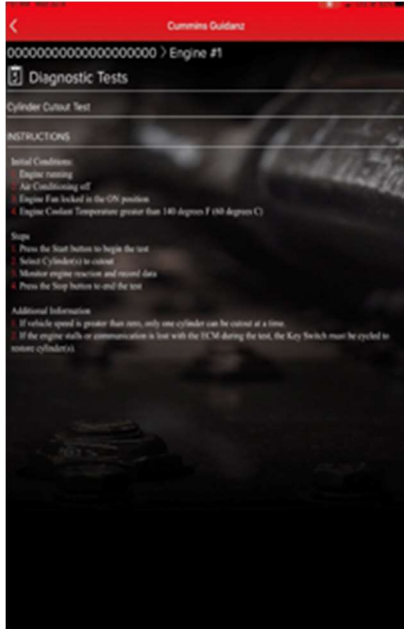 Cummins Guidanz
00000000000000000000 > Engine #1
Diagnostic Tests
Cylinder Cutout Test
INSTRUCTIONS
Initial Conditions:
1. Engine running
2. Air Conditioning off
3. Engine Fan locked in the ON position
4. Engine Coolant Temperature greater than 140 degrees F (60 degrees C)
Steps
1. Press the Start button to begin the test
2. Select Cylinder(s) to cutout
3. Monitor engine reaction and record data
4. Press the Stop button to end the test
Additional Information
1. If vehicle speed is greater than zero, only one cylinder can be cutout at a time.
2. If the engine stalls or communication is lost with the ECM during the test, the Key Switch must be cycled to
restore cylinder(s).